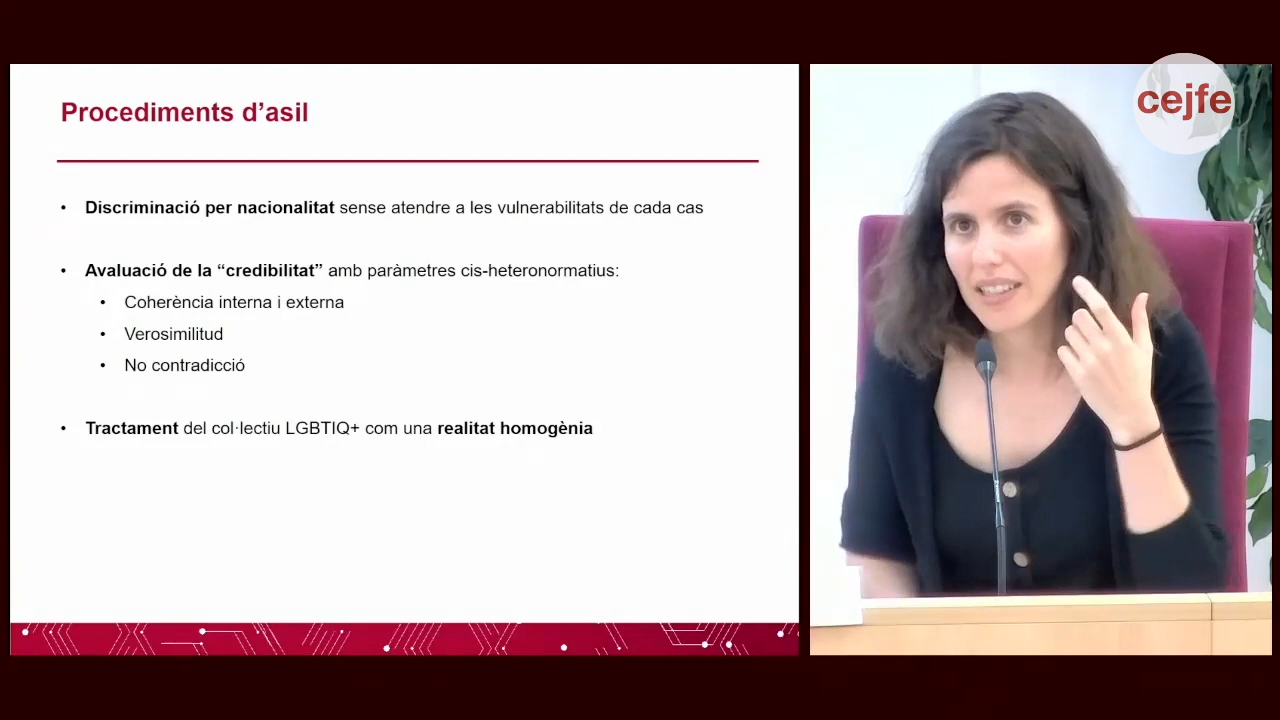 cejfe
Procediments d’asil
• Discriminació per nacionalitat sense atendre a les vulnerabilitats de cada cas
• Avaluació de la “credibilitat” amb paràmetres cis-heteronormatius:
• Coherència interna i externa
• Verosimilitud
• No contradicció
• Tractament del col·lectiu LGBTIQ+ com una realitat homogènia